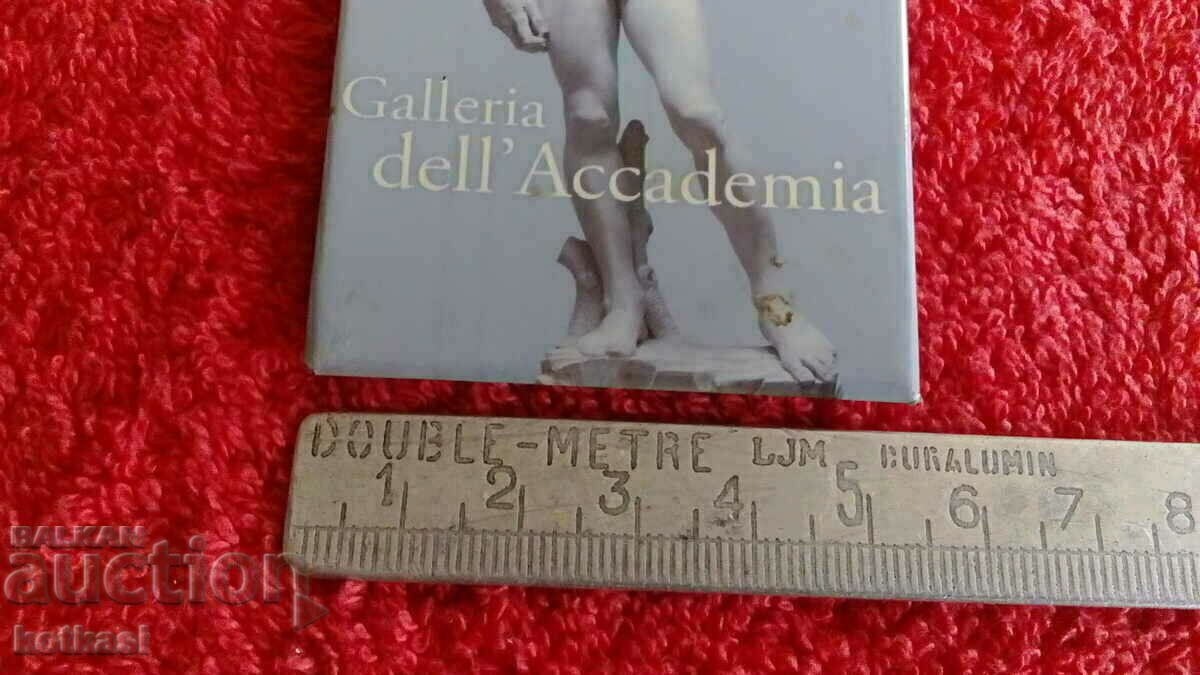 Galleria
dell'Accademia
DOUBLE-METRE LJM DURALUMIN
1 2 3 4 5 6 7 8
BALKAN
auction
kotkasi